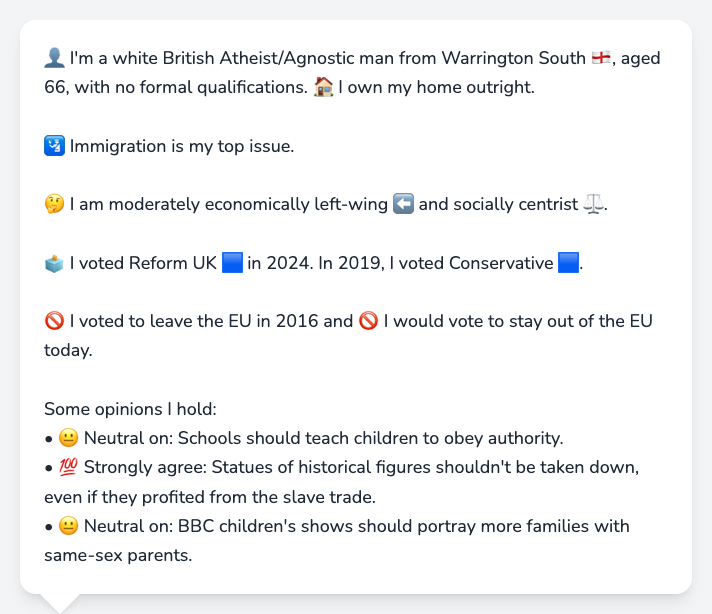 👤 I'm a white British Atheist/Agnostic man from Warrington South 🏴󠁧󠁢󠁥󠁮󠁧󠁿, aged
66, with no formal qualifications. 🏠 I own my home outright.
🛂 Immigration is my top issue.
🤔 I am moderately economically left-wing ⬅️ and socially centrist ⚖️.
🗳️ I voted Reform UK 🟦 in 2024. In 2019, I voted Conservative 🟦.
🚫 I voted to leave the EU in 2016 and 🚫 I would vote to stay out of the EU
today.
Some opinions I hold:
• 😐 Neutral on: Schools should teach children to obey authority.
• 💯 Strongly agree: Statues of historical figures shouldn't be taken down,
even if they profited from the slave trade.
• 😐 Neutral on: BBC children's shows should portray more families with
same-sex parents.